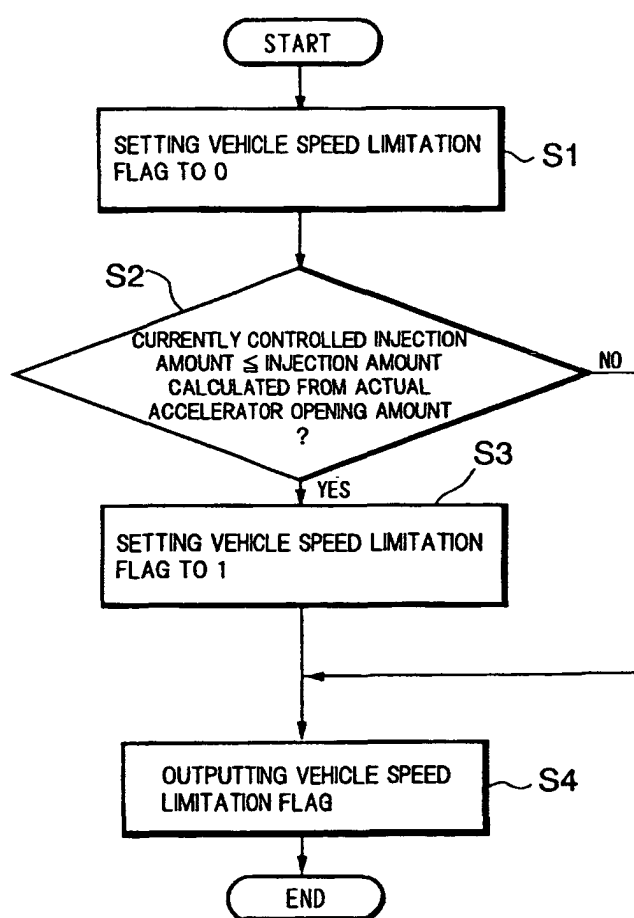 START
SETTING VEHICLE SPEED LIMITATION
FLAG TO 0
S1
S2
CURRENTLY CONTROLLED INJECTION
AMOUNT ≦ INJECTION AMOUNT
CALCULATED FROM ACTUAL
ACCELERATOR OPENING AMOUNT
?
NO
YES
S3
SETTING VEHICLE SPEED LIMITATION
FLAG TO 1
OUTPUTTING VEHICLE SPEED
LIMITATION FLAG
S4
END